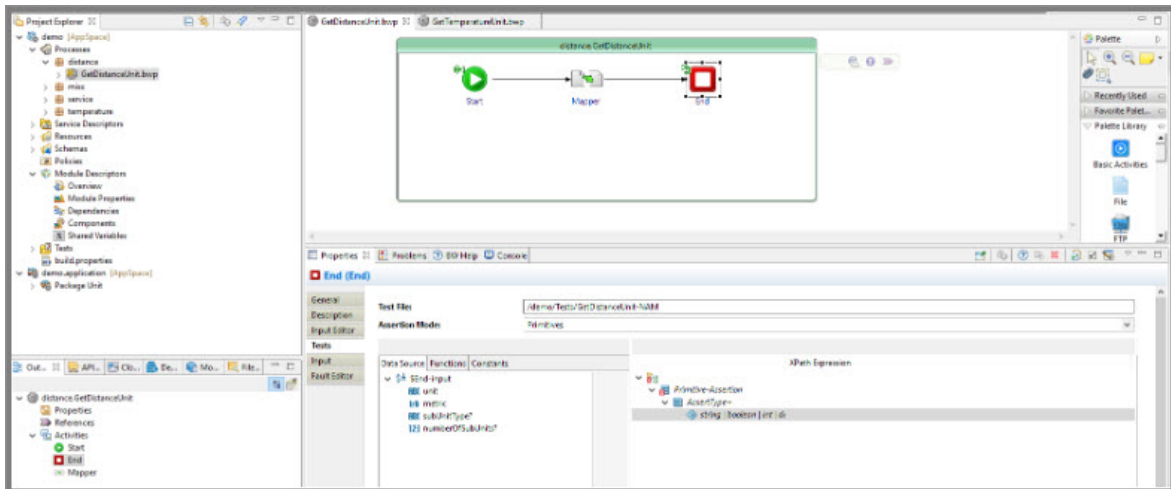 Project Explorer
demo [AppSpace]
Processes
distance
GetDistanceUnit.bwp
misc
service
temperature
Service Descriptors
Resources
Schemas
Policies
Module Descriptors
Overview
Module Properties
Dependencies
Components
Shared Variables
Tests
build.properties
demo.application [AppSpace]
Package Unit
GetDistanceUnit.bwp
GetTemperatureUnit.bwp
distance.GetDistanceUnit
Start
Mapper
End
Palette
Recently Used
Favorite Palet...
Palette Library
Basic Activities
File
FTP
Out...
API...
Mo...
File...
distance.GetDistanceUnit
Properties
References
Activities
Start
End
Mapper
Properties
Problems
BW Help
Console
End (End)
General
Description
Input Editor
Tests
Input
Fault Editor
Test File:
/demo/Tests/GetDistanceUnit-NAMI
Assertion Mode:
Primitives
Data Source
Functions
Constants
$End-input
unit
metric
subUnitType?
numberOfSubUnits?
XPath Expression
Primitive-Assertion
AssertType=
string | boolean | int |